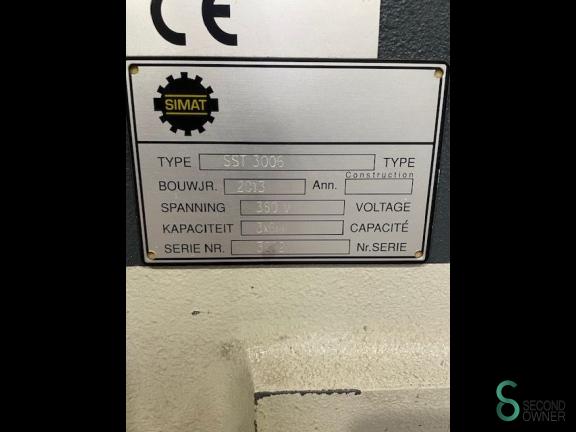 CE
SIMAT
TYPE SST 3006 TYPE
Construction
BOUWJR. 2013 Ann.
SPANNING 380 V VOLTAGE
KAPACITEIT CAPACITÉ
SERIE NR. Nr. SERIE
SECOND
OWNER